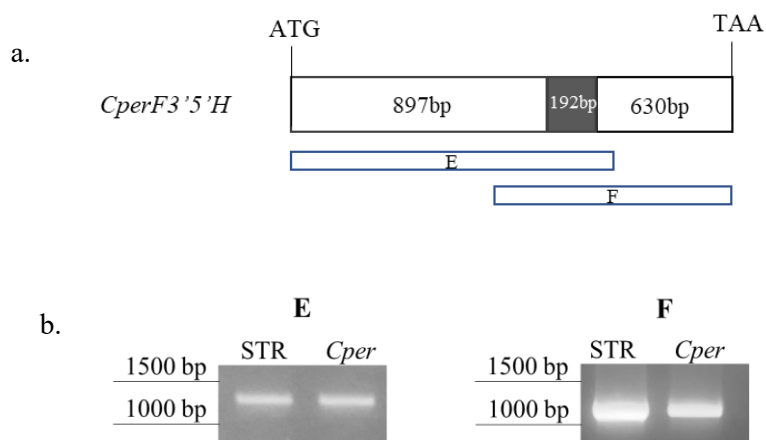 a.
ATG TAA
CperF3'5'H 897bp 192bp 630bp
E
F
b.
E F
STR Cper STR Cper
1500 bp 1500 bp
1000 bp 1000 bp